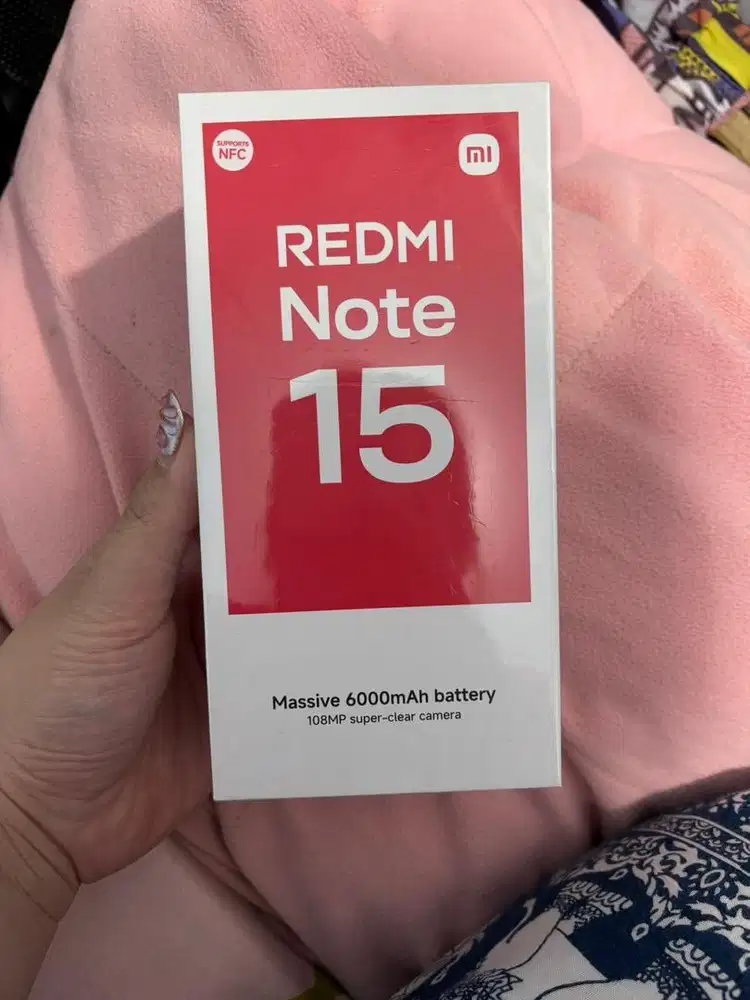 SUPPORTS
NFC
mi
REDMI
Note
15
Massive 6000mAh battery
108MP super-clear camera